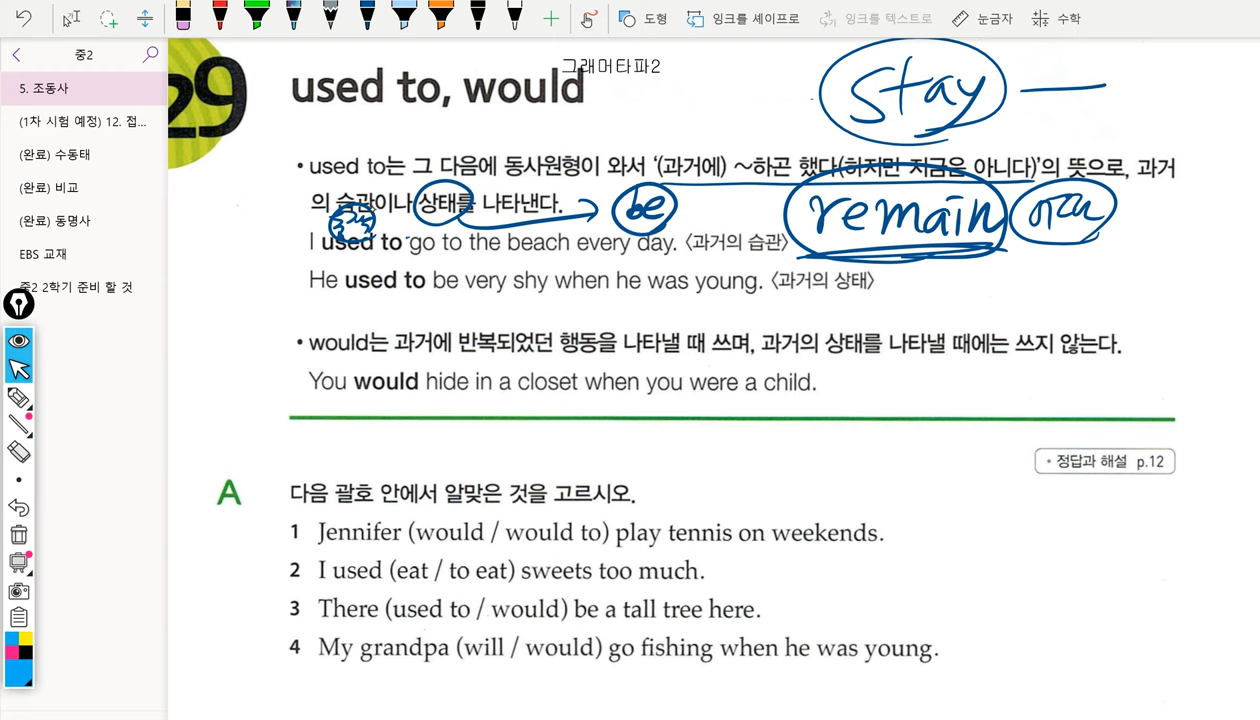 도형
잉크를 셰이프로
잉크를 텍스트로
눈금자
수학
중2
5. 조동사
(1차 시험 예정) 12. 접...
(완료) 수동태
(완료) 비교
(완료) 동명사
EBS 교재
중2 2학기 준비 할 것
그래머타파2
29
used to, would
stay
• used to는 그 다음에 동사원형이 와서 '(과거에) ~하곤 했다(하지만 지금은 아니다)'의 뜻으로, 과거
의 습관이나 상태를 나타낸다.
be
remain
I used to go to the beach every day. 〈과거의 습관〉
He used to be very shy when he was young. 〈과거의 상태〉
• would는 과거에 반복되었던 행동을 나타낼 때 쓰며, 과거의 상태를 나타낼 때에는 쓰지 않는다.
You would hide in a closet when you were a child.
• 정답과 해설 p.12
A 다음 괄호 안에서 알맞은 것을 고르시오.
1 Jennifer (would / would to) play tennis on weekends.
2 I used (eat / to eat) sweets too much.
3 There (used to / would) be a tall tree here.
4 My grandpa (will / would) go fishing when he was young.